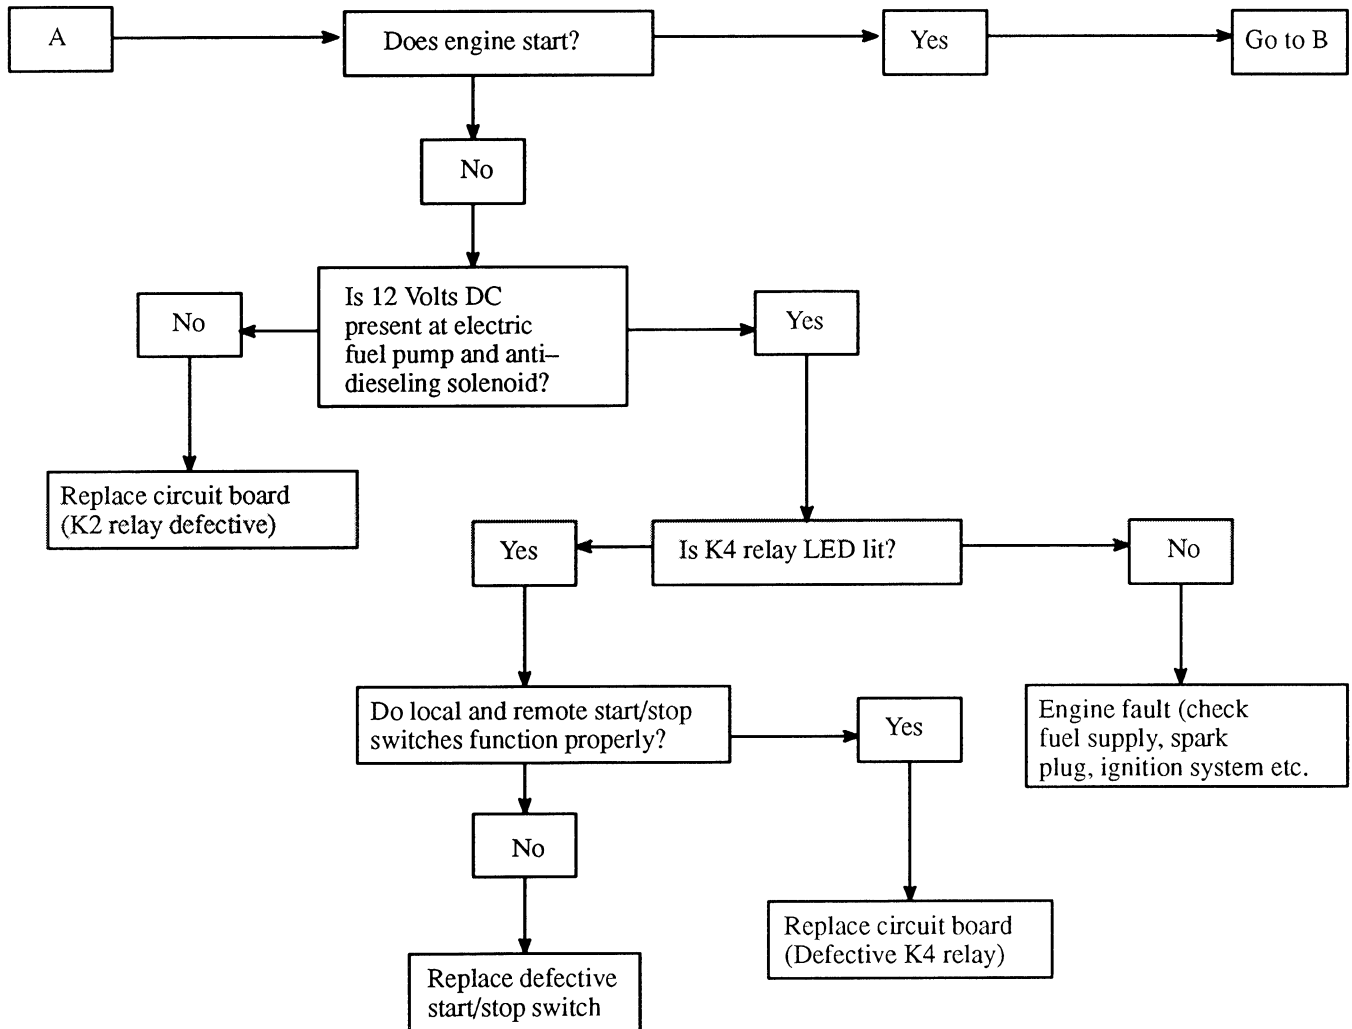 A
Does engine start?
Yes
Go to B
No
Is 12 Volts DC
present at electric
fuel pump and anti–
dieseling solenoid?
No
Yes
Replace circuit board
(K2 relay defective)
Yes
Is K4 relay LED lit?
No
Do local and remote start/stop
switches function properly?
Yes
Engine fault (check
fuel supply, spark
plug, ignition system etc.
No
Replace circuit board
(Defective K4 relay)
Replace defective
start/stop switch